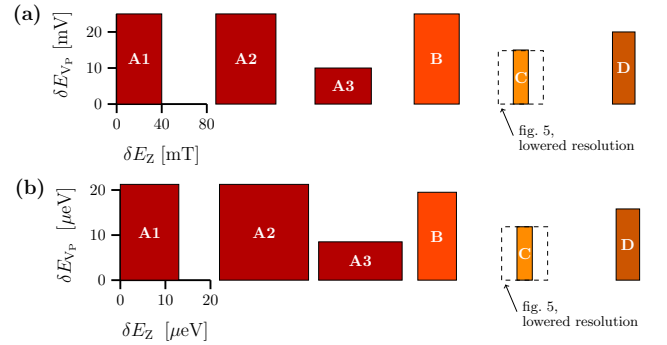 (a)
δE_{V_P} [mV]
20
10
0
A1
A2
A3
B
C
D
0
40
80
δE_Z [mT]
fig. 5,
lowered resolution
(b)
δE_{V_P} [μeV]
20
10
0
A1
A2
A3
B
C
D
0
10
20
δE_Z [μeV]
fig. 5,
lowered resolution